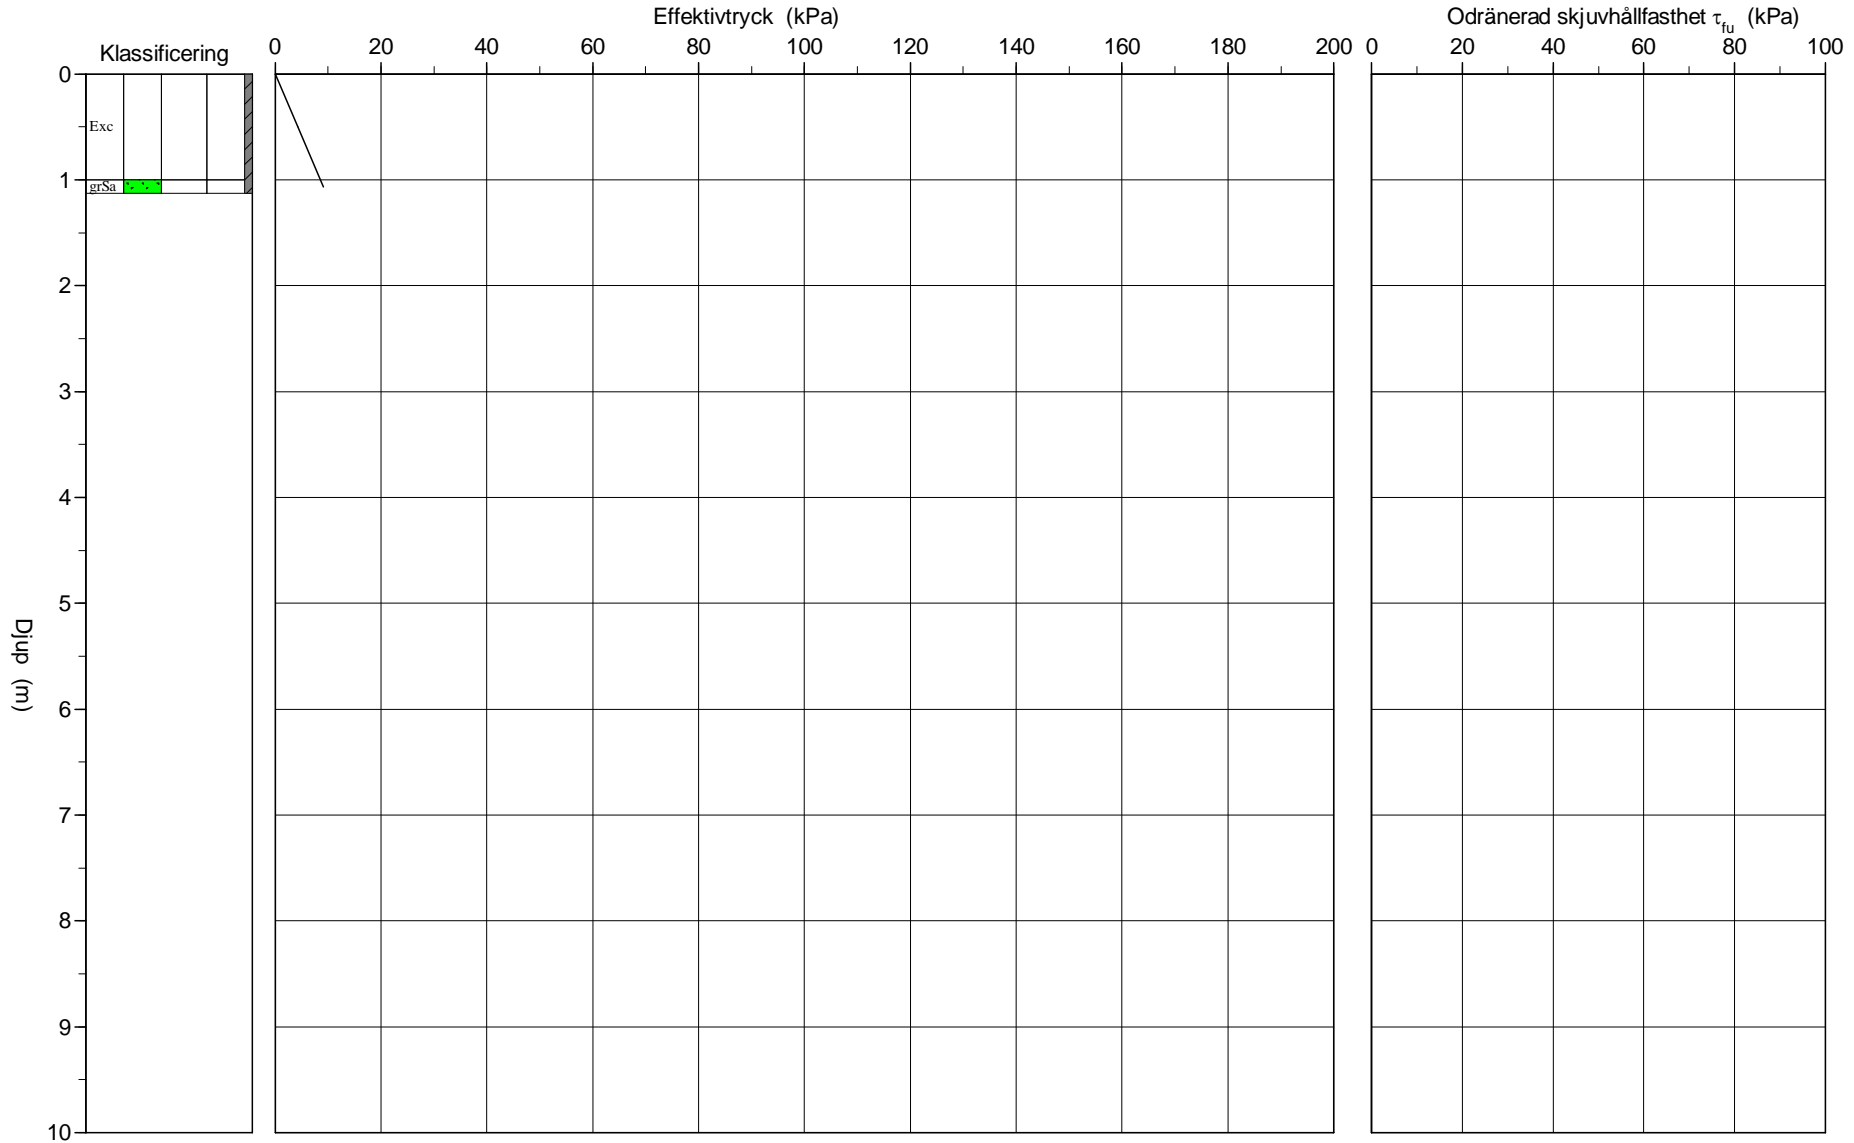 Effektivtryck (kPa)
Odränerad skjuvhållfasthet τfu (kPa)
Klassificering
0 20 40 60 80 100 120 140 160 180 200
0 20 40 60 80 100
0
Exc
1
grSa
2
3
4
5
Djup (m)
6
7
8
9
10